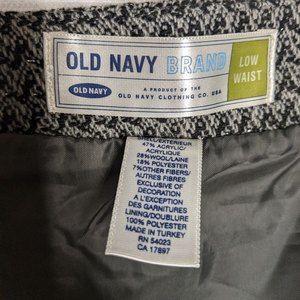 OLD NAVY BRAND
LOW
WAIST
OLD NAVY
A PRODUCT OF THE
OLD NAVY CLOTHING CO. USA
SHELL/EXTERIEUR
47% ACRYLIC/
ACRYLIQUE
28%WOOL/LAINE
18% POLYESTER
7%OTHER FIBERS/
AUTRES FIBRES
EXCLUSIVE OF
DECORATION
A L'EXCEPTION
DES GARNITURES
LINING/DOUBLURE
100% POLYESTER
MADE IN TURKEY
RN 54023
CA 17897